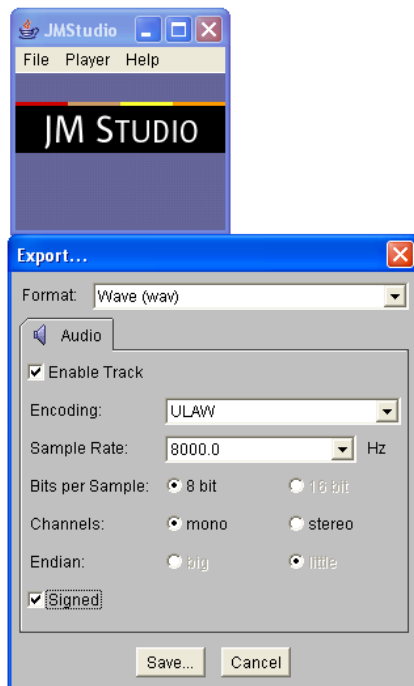 JMStudio
File Player Help
JM STUDIO
Export...
Format: Wave (wav)
Audio
Enable Track
Encoding: ULAW
Sample Rate: 8000.0 Hz
Bits per Sample: 8 bit 16 bit
Channels: mono stereo
Endian: big little
Signed
Save... Cancel